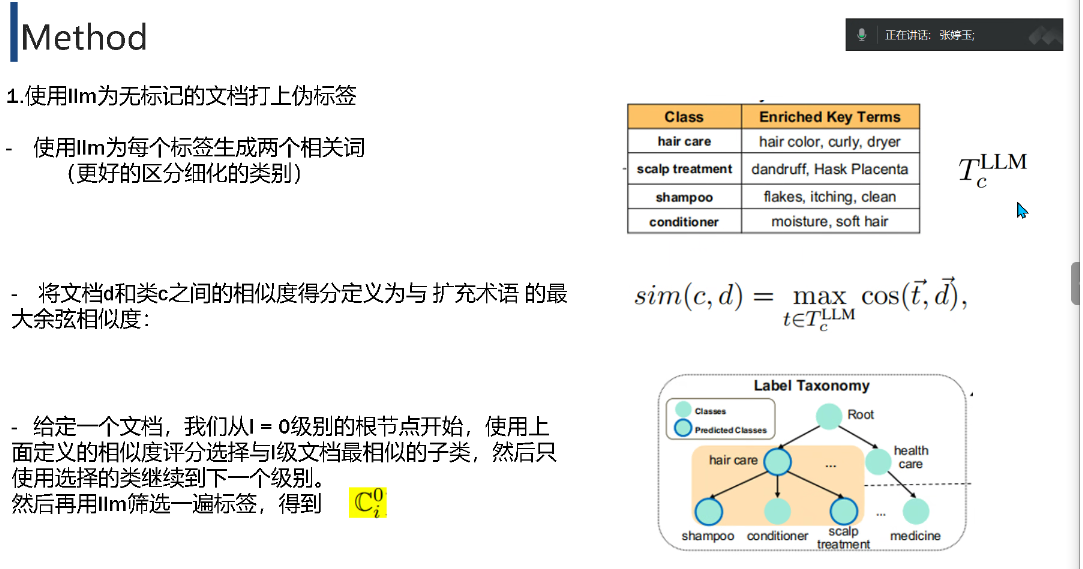 Method
正在讲话: 张婷玉;
1.使用llm为无标记的文档打上伪标签
- 使用llm为每个标签生成两个相关词
（更好的区分细化的类别）
Class Enriched Key Terms
hair care hair color, curly, dryer
scalp treatment dandruff, Hask Placenta
shampoo flakes, itching, clean
conditioner moisture, soft hair
T_c^LLM
- 将文档d和类c之间的相似度得分定义为与 扩充术语 的最
大余弦相似度：
sim(c, d) = max_{t∈T_c^LLM} cos(t⃗, d⃗),
- 给定一个文档，我们从l = 0级别的根节点开始，使用上
面定义的相似度评分选择与l级文档最相似的子类，然后只
使用选择的类继续到下一个级别。
然后再用llm筛选一遍标签，得到 ℂ_i^0
Label Taxonomy
Classes
Predicted Classes
Root
hair care
...
health
care
shampoo
conditioner
scalp
treatment
...
medicine